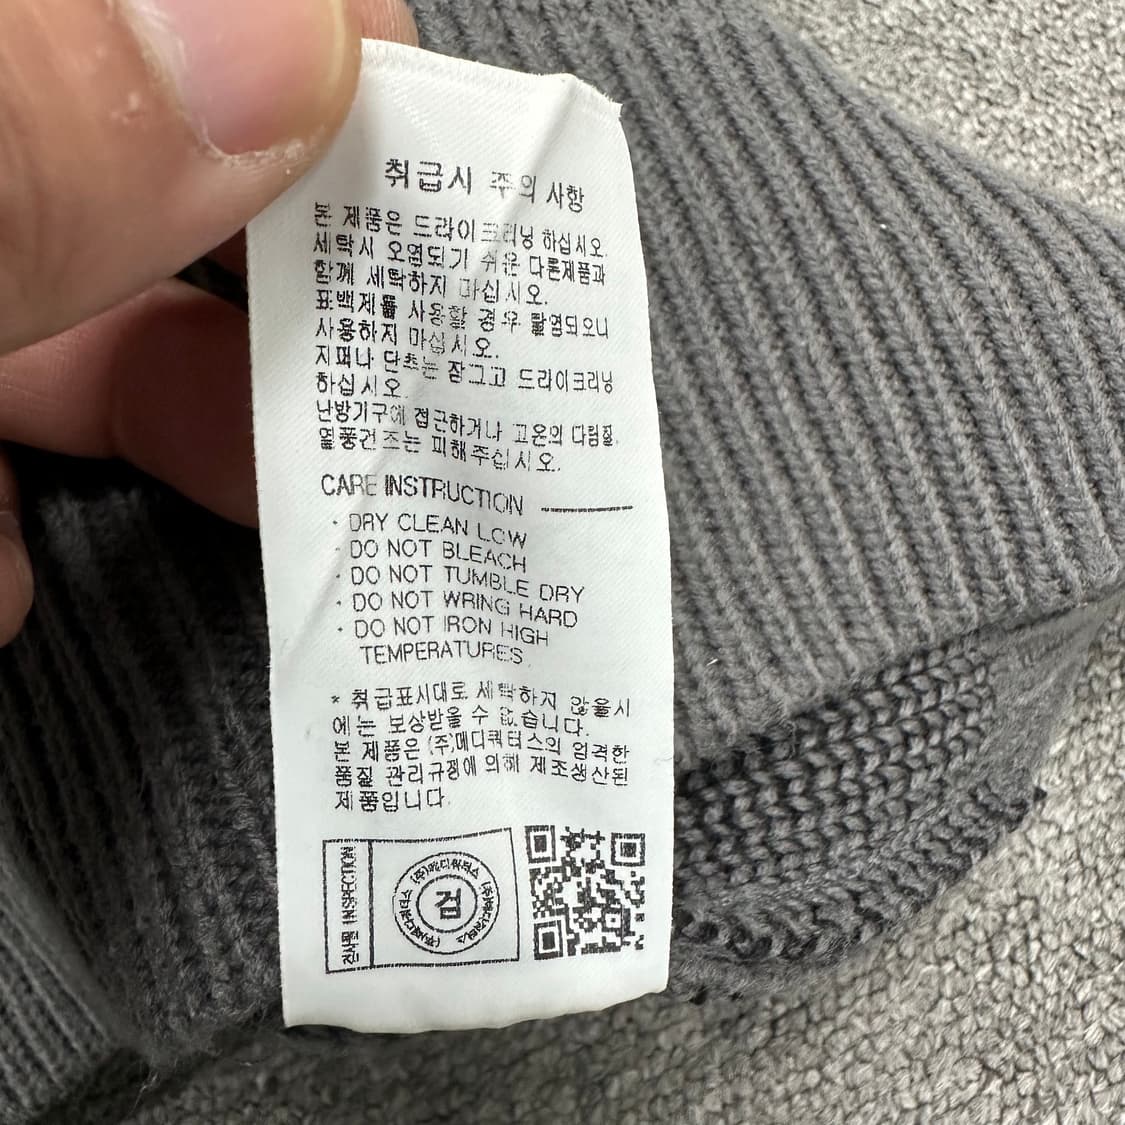 취급시 주의 사항
본 제품은 드라이크리닝 하십시오.
세탁시 오염되기 쉬운 다른제품과
함께 세탁하지 마십시오.
표백제를 사용할 경우 탈염되오니
사용하지 마십시오.
지퍼나 단추는 잠그고 드라이크리닝
하십시오.
난방기구에 접근하거나 고온의 다림질,
열풍건조는 피해주십시오.
CARE INSTRUCTION
· DRY CLEAN LOW
· DO NOT BLEACH
· DO NOT TUMBLE DRY
· DO NOT WRING HARD
· DO NOT IRON HIGH
TEMPERATURES.
* 취급표시대로 세탁하지 않을시
에는 보상받을 수 없습니다.
본 제품은 (주)메디쿼터스의 엄격한
품질 관리규정에 의해 제조생산된
제품입니다.
INSPECTION
(주)메디쿼터스
검